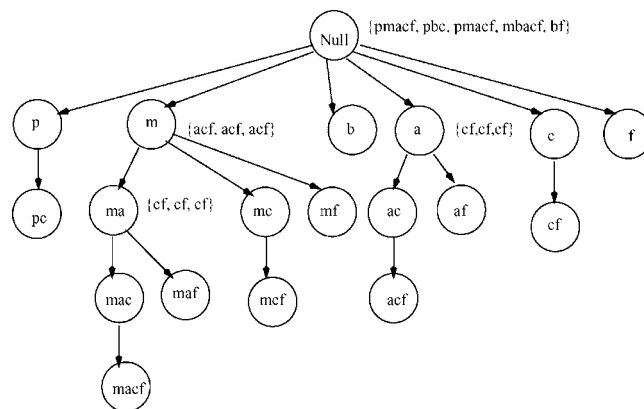 Null {pmacf, pbc, pmacf, mbacf, bf}
p m {acf, acf, acf} b a {cf,cf,cf} c f
pc ma {cf, cf, cf} mc mf ac af cf
mac maf mcf acf
macf